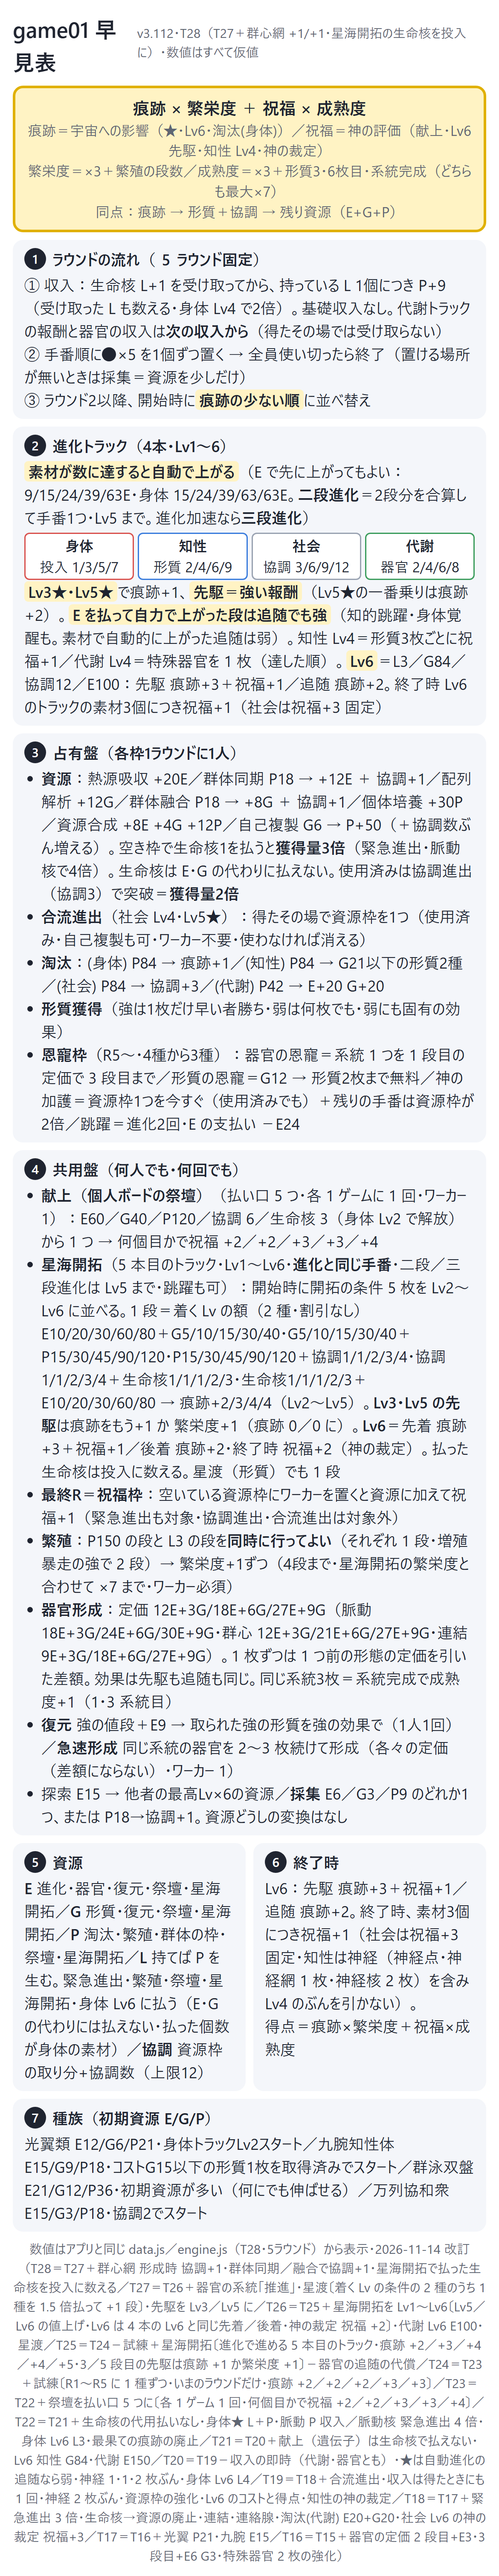 game01 早
見表
v3.112・T28（T27＋群心網 +1/+1・星海開拓の生命核を投入
に）・数値はすべて仮値
痕跡 × 繁栄度 ＋ 祝福 × 成熟度
痕跡＝宇宙への影響（★・Lv6・淘汰(身体)）／祝福＝神の評価（献上・Lv6
先駆・知性 Lv4・神の裁定）
繁栄度＝×3＋繁殖の段数／成熟度＝×3＋形質3・6枚目・系統完成（どちら
も最大×7）
同点：痕跡 → 形質＋協調 → 残り資源（E+G+P）
1 ラウンドの流れ（ 5 ラウンド固定）
① 収入：生命核 L+1 を受け取ってから、持っている L 1個につき P+9
（受け取った L も数える・身体 Lv4 で2倍）。基礎収入なし。代謝トラック
の報酬と器官の収入は次の収入から（得たその場では受け取らない）
② 手番順に●×5 を1個ずつ置く → 全員使い切ったら終了（置ける場所
が無いときは採集＝資源を少しだけ）
③ ラウンド2以降、開始時に 痕跡の少ない順 に並べ替え
2 進化トラック（4本・Lv1〜6）
素材が数に達すると自動で上がる（E で先に上がってもよい：
9/15/24/39/63E・身体 15/24/39/63/63E。二段進化＝2段分を合算し
て手番1つ・Lv5 まで。進化加速なら三段進化）
身体
投入 1/3/5/7
知性
形質 2/4/6/9
社会
協調 3/6/9/12
代謝
器官 2/4/6/8
Lv3★・Lv5★ で痕跡+1、先駆＝強い報酬（Lv5★の一番乗りは痕跡
+2）。E を払って自力で上がった段は追随でも強（知的跳躍・身体覚
醒も。素材で自動的に上がった追随は弱）。知性 Lv4＝形質3枚ごとに祝
福+1／代謝 Lv4＝特殊器官を 1 枚（達した順）。Lv6＝L3／G84／
協調12／E100：先駆 痕跡+3＋祝福+1／追随 痕跡+2。終了時 Lv6
のトラックの素材3個につき祝福+1（社会は祝福+3 固定）
3 占有盤（各枠1ラウンドに1人）
• 資源：熱源吸収 +20E／群体同期 P18 → +12E ＋ 協調+1／配列
解析 +12G／群体融合 P18 → +8G ＋ 協調+1／個体培養 +30P
／資源合成 +8E +4G +12P／自己複製 G6 → P+50（＋協調数ぶ
ん増える）。空き枠で生命核1を払うと獲得量3倍（緊急進出・脈動
核で4倍）。生命核は E・G の代わりに払えない。使用済みは協調進出
（協調3）で突破＝獲得量2倍
• 合流進出（社会 Lv4・Lv5★）：得たその場で資源枠を1つ（使用済
み・自己複製も可・ワーカー不要・使わなければ消える）
• 淘汰：(身体) P84 → 痕跡+1／(知性) P84 → G21以下の形質2種
／(社会) P84 → 協調+3／(代謝) P42 → E+20 G+20
• 形質獲得（強は1枚だけ早い者勝ち・弱は何枚でも・弱にも固有の効
果）
• 恩寵枠（R5〜・4種から3種）：器官の恩寵＝系統 1 つを 1 段目の
定価で 3 段目まで／形質の恩寵＝G12 → 形質2枚まで無料／神の
加護＝資源枠1つを今すぐ（使用済みでも）＋残りの手番は資源枠が
2倍／跳躍＝進化2回・E の支払い −E24
4 共用盤（何人でも・何回でも）
• 献上（個人ボードの祭壇）（払い口 5 つ・各 1 ゲームに 1 回・ワーカー
1）：E60／G40／P120／協調 6／生命核 3（身体 Lv2 で解放）
から 1 つ → 何個目かで祝福 +2／+2／+3／+3／+4
• 星海開拓（5 本目のトラック・Lv1〜Lv6・進化と同じ手番・二段／三
段進化は Lv5 まで・跳躍も可）：開始時に開拓の条件 5 枚を Lv2〜
Lv6 に並べる。1 段＝着く Lv の額（2 種・割引なし）
E10/20/30/60/80＋G5/10/15/30/40・G5/10/15/30/40＋
P15/30/45/90/120・P15/30/45/90/120＋協調1/1/2/3/4・協調
1/1/2/3/4＋生命核1/1/1/2/3・生命核1/1/1/2/3＋
E10/20/30/60/80 → 痕跡+2/3/4/4（Lv2〜Lv5）。Lv3・Lv5 の先
駆は痕跡をもう+1 か 繁栄度+1（痕跡 0／0 に）。Lv6＝先着 痕跡
+3＋祝福+1／後着 痕跡+2・終了時 祝福+2（神の裁定）。払った
生命核は投入に数える。星渡（形質）でも 1 段
• 最終R＝祝福枠：空いている資源枠にワーカーを置くと資源に加えて祝
福+1（緊急進出も対象・協調進出・合流進出は対象外）
• 繁殖：P150 の段と L3 の段を同時に行ってよい（それぞれ 1 段・増殖
暴走の強で 2 段）→ 繁栄度+1ずつ（4段まで・星海開拓の繁栄度と
合わせて ×7 まで・ワーカー必須）
• 器官形成：定価 12E+3G/18E+6G/27E+9G（脈動
18E+3G/24E+6G/30E+9G・群心 12E+3G/21E+6G/27E+9G・連結
9E+3G/18E+6G/27E+9G）。1 枚ずつは 1 つ前の形態の定価を引い
た差額。効果は先駆も追随も同じ。同じ系統3枚＝系統完成で成熟
度+1（1・3 系統目）
• 復元 強の値段＋E9 → 取られた強の形質を強の効果で（1人1回）
／急速形成 同じ系統の器官を 2〜3 枚続けて形成（各々の定価
（差額にならない）・ワーカー 1）
• 探索 E15 → 他者の最高Lv×6の資源／採集 E6／G3／P9 のどれか1
つ、または P18→協調+1。資源どうしの変換はなし
5 資源
E 進化・器官・復元・祭壇・星海
開拓／G 形質・復元・祭壇・星海
開拓／P 淘汰・繁殖・群体の枠・
祭壇・星海開拓／L 持てば P を
生む。緊急進出・繁殖・祭壇・星
海開拓・身体 Lv6 に払う（E・G
の代わりには払えない・払った個数
が身体の素材）／協調 資源枠
の取り分+協調数（上限12）
6 終了時
Lv6：先駆 痕跡+3＋祝福+1／
追随 痕跡+2。終了時、素材3個
につき祝福+1（社会は祝福+3
固定・知性は神経（神経点・神
経網 1 枚・神経核 2 枚）を含み
Lv4 のぶんを引かない）。
得点＝痕跡×繁栄度＋祝福×成
熟度
7 種族（初期資源 E/G/P）
光翼類 E12/G6/P21・身体トラックLv2スタート／九腕知性体
E15/G9/P18・コストG15以下の形質1枚を取得済みでスタート／群泳双盤
E21/G12/P36・初期資源が多い（何にでも伸ばせる）／万列協和衆
E15/G3/P18・協調2でスタート
数値はアプリと同じ data.js／engine.js（T28・5ラウンド）から表示・2026-11-14 改訂
（T28＝T27＋群心網 形成時 協調+1・群体同期／融合で協調+1・星海開拓で払った生
命核を投入に数える／T27＝T26＋器官の系統「推進」・星渡〔着く Lv の条件の 2 種のうち 1
種を 1.5 倍払って +1 段〕・先駆を Lv3／Lv5 に／T26＝T25＋星海開拓を Lv1〜Lv6〔Lv5／
Lv6 の値上げ・Lv6 は 4 本の Lv6 と同じ先着／後着・神の裁定 祝福 +2〕・代謝 Lv6 E100・
星渡／T25＝T24－試練＋星海開拓〔進化で進める 5 本目のトラック・痕跡 +2／+3／+4
／+4／+5・3／5 段目の先駆は痕跡 +1 か繁栄度 +1〕－器官の追随の代償／T24＝T23
＋試練〔R1〜R5 に 1 種ずつ・いまのラウンドだけ・痕跡 +2／+2／+2／+3／+3〕／T23＝
T22＋祭壇を払い口 5 つに〔各 1 ゲーム 1 回・何個目かで祝福 +2／+2／+3／+3／+4〕／
T22＝T21＋生命核の代用払いなし・身体★ L＋P・脈動 P 収入／脈動核 緊急進出 4 倍・
身体 Lv6 L3・最果ての痕跡の廃止／T21＝T20＋献上（遺伝子）は生命核で払えない・
Lv6 知性 G84・代謝 E150／T20＝T19－収入の即時（代謝・器官とも）・★は自動進化の
追随なら弱・神経 1・1・2 枚ぶん・身体 Lv6 L4／T19＝T18＋合流進出・収入は得たときにも
1 回・神経 2 枚ぶん・資源枠の強化・Lv6 のコストと得点・知性の神の裁定／T18＝T17＋緊
急進出 3 倍・生命核→資源の廃止・連結・連絡腺・淘汰(代謝) E20+G20・社会 Lv6 の神の
裁定 祝福+3／T17＝T16＋光翼 P21・九腕 E15／T16＝T15＋器官の定価 2 段目+E3・3
段目+E6 G3・特殊器官 2 枚の強化）